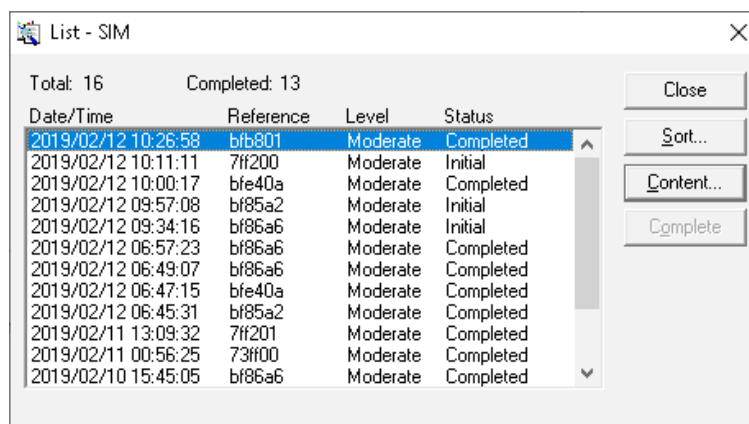 List - SIM
Total: 16 Completed: 13
Close
Date/Time Reference Level Status
Sort...
2019/02/12 10:26:58 bfb801 Moderate Completed
2019/02/12 10:11:11 7ff200 Moderate Initial
Content...
2019/02/12 10:00:17 bfe40a Moderate Completed
2019/02/12 09:57:08 bf85a2 Moderate Initial
2019/02/12 09:34:16 bf86a6 Moderate Initial
Complete
2019/02/12 06:57:23 bf86a6 Moderate Completed
2019/02/12 06:49:07 bf86a6 Moderate Completed
2019/02/12 06:47:15 bfe40a Moderate Completed
2019/02/12 06:45:31 bf85a2 Moderate Completed
2019/02/11 13:09:32 7ff201 Moderate Completed
2019/02/11 00:56:25 73ff00 Moderate Completed
2019/02/10 15:45:05 bf86a6 Moderate Completed